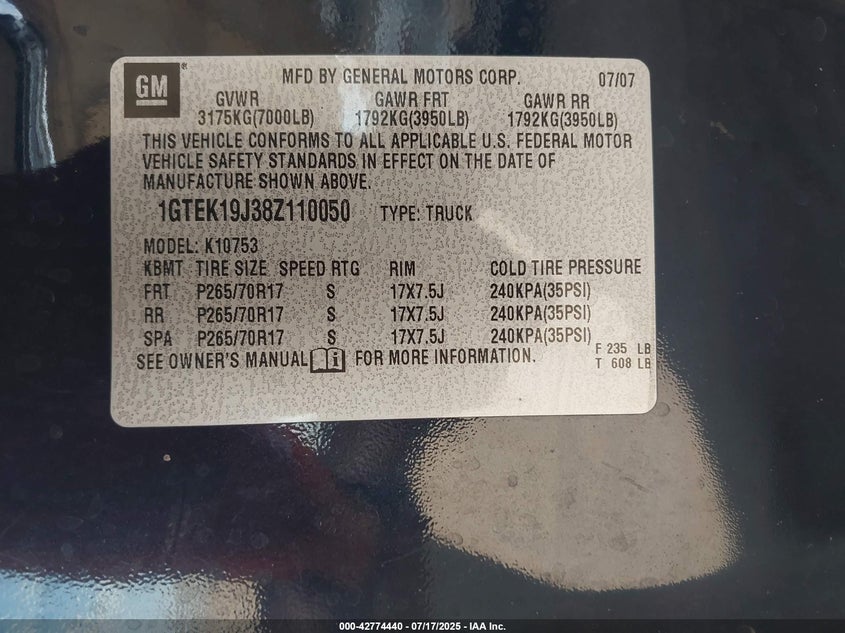 GM ® MFD BY GENERAL MOTORS CORP. 07/07
GVWR GAWR FRT GAWR RR
3175KG(7000LB) 1792KG(3950LB) 1792KG(3950LB)
THIS VEHICLE CONFORMS TO ALL APPLICABLE U.S. FEDERAL MOTOR
VEHICLE SAFETY STANDARDS IN EFFECT ON THE DATE OF
MANUFACTURE SHOWN ABOVE.
1GTEK19J38Z110050 TYPE: TRUCK
MODEL: K10753
KBMT TIRE SIZE SPEED RTG RIM COLD TIRE PRESSURE
FRT P265/70R17 S 17X7.5J 240KPA(35PSI)
RR P265/70R17 S 17X7.5J 240KPA(35PSI)
SPA P265/70R17 S 17X7.5J 240KPA(35PSI)
SEE OWNER'S MANUAL i FOR MORE INFORMATION.
F 235 LB
T 608 LB
000-42774440 - 07/17/2025 - IAA Inc.